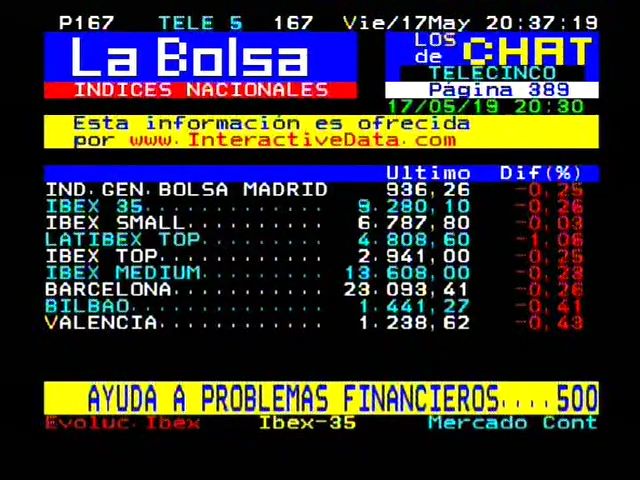 P167 TELE 5 167 Vie/17May 20:37:19
La Bolsa
LOS
de CHAT
TELECINCO
INDICES NACIONALES
Página 389
17/05/19 20:30
Esta información es ofrecida
por www.InteractiveData.com
Ultimo Dif(%)
IND.GEN.BOLSA MADRID 936,26 -0,25
IBEX 35............. 9.280,10 -0,26
IBEX SMALL.......... 6.787,80 -0,03
LATIBEX TOP......... 4.808,60 -1,06
IBEX TOP............ 2.941,00 -0,25
IBEX MEDIUM......... 13.608,00 -0,23
BARCELONA........... 23.093,41 -0,26
BILBAO.............. 1.441,27 -0,41
VALENCIA............ 1.238,62 -0,43
AYUDA A PROBLEMAS FINANCIEROS....500
Evoluc.Ibex Ibex-35 Mercado Cont